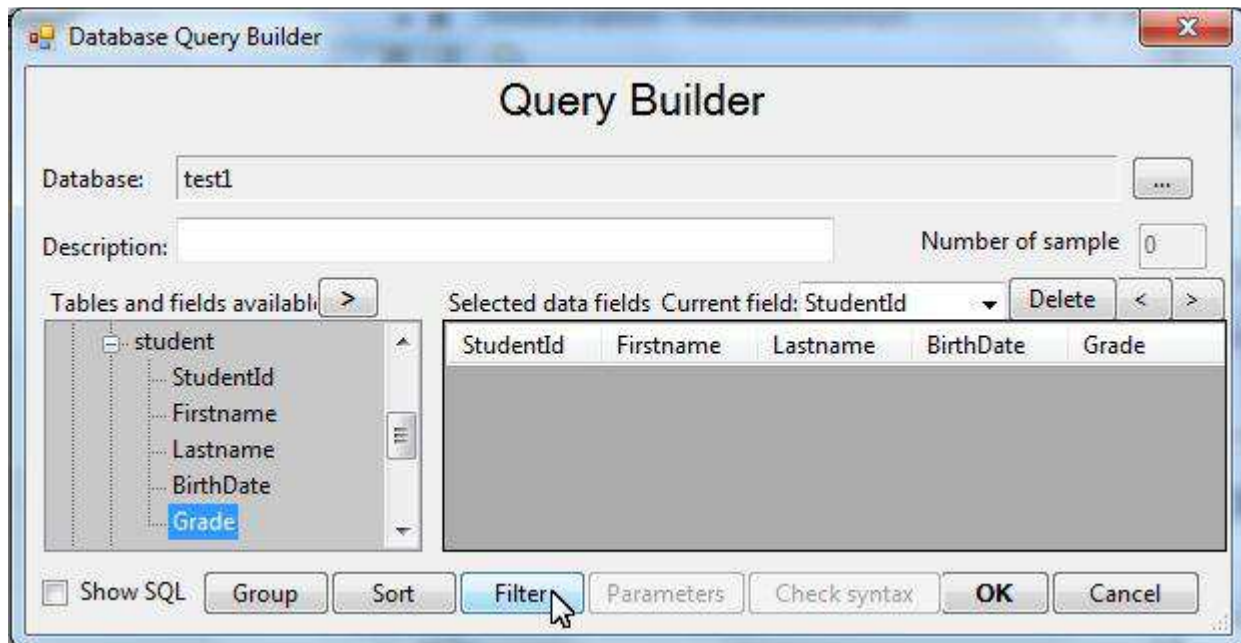 Database Query Builder
Query Builder
Database: test1 ...
Description: Number of sample 0
Tables and fields availabl > Selected data fields Current field: StudentId Delete < >
student
StudentId
Firstname
Lastname
BirthDate
Grade
StudentId Firstname Lastname BirthDate Grade
Show SQL Group Sort Filter Parameters Check syntax OK Cancel